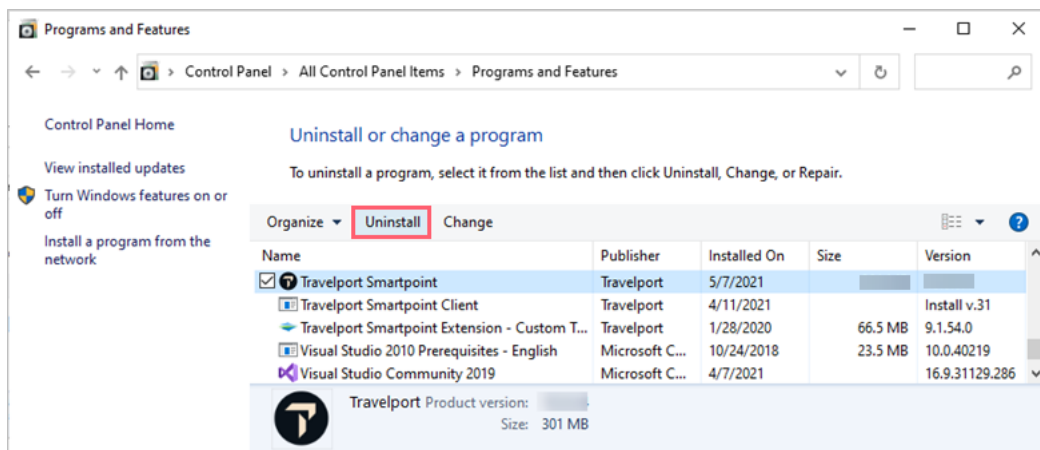 Programs and Features
Control Panel > All Control Panel Items > Programs and Features
Control Panel Home
View installed updates
Turn Windows features on or
off
Install a program from the
network
Uninstall or change a program
To uninstall a program, select it from the list and then click Uninstall, Change, or Repair.
Organize Uninstall Change
Name Publisher Installed On Size Version
Travelport Smartpoint Travelport 5/7/2021
Travelport Smartpoint Client Travelport 4/11/2021 Install v.31
Travelport Smartpoint Extension - Custom T... Travelport 1/28/2020 66.5 MB 9.1.54.0
Visual Studio 2010 Prerequisites - English Microsoft C... 10/24/2018 23.5 MB 10.0.40219
Visual Studio Community 2019 Microsoft C... 4/7/2021 16.9.31129.286
Travelport Product version:
Size: 301 MB